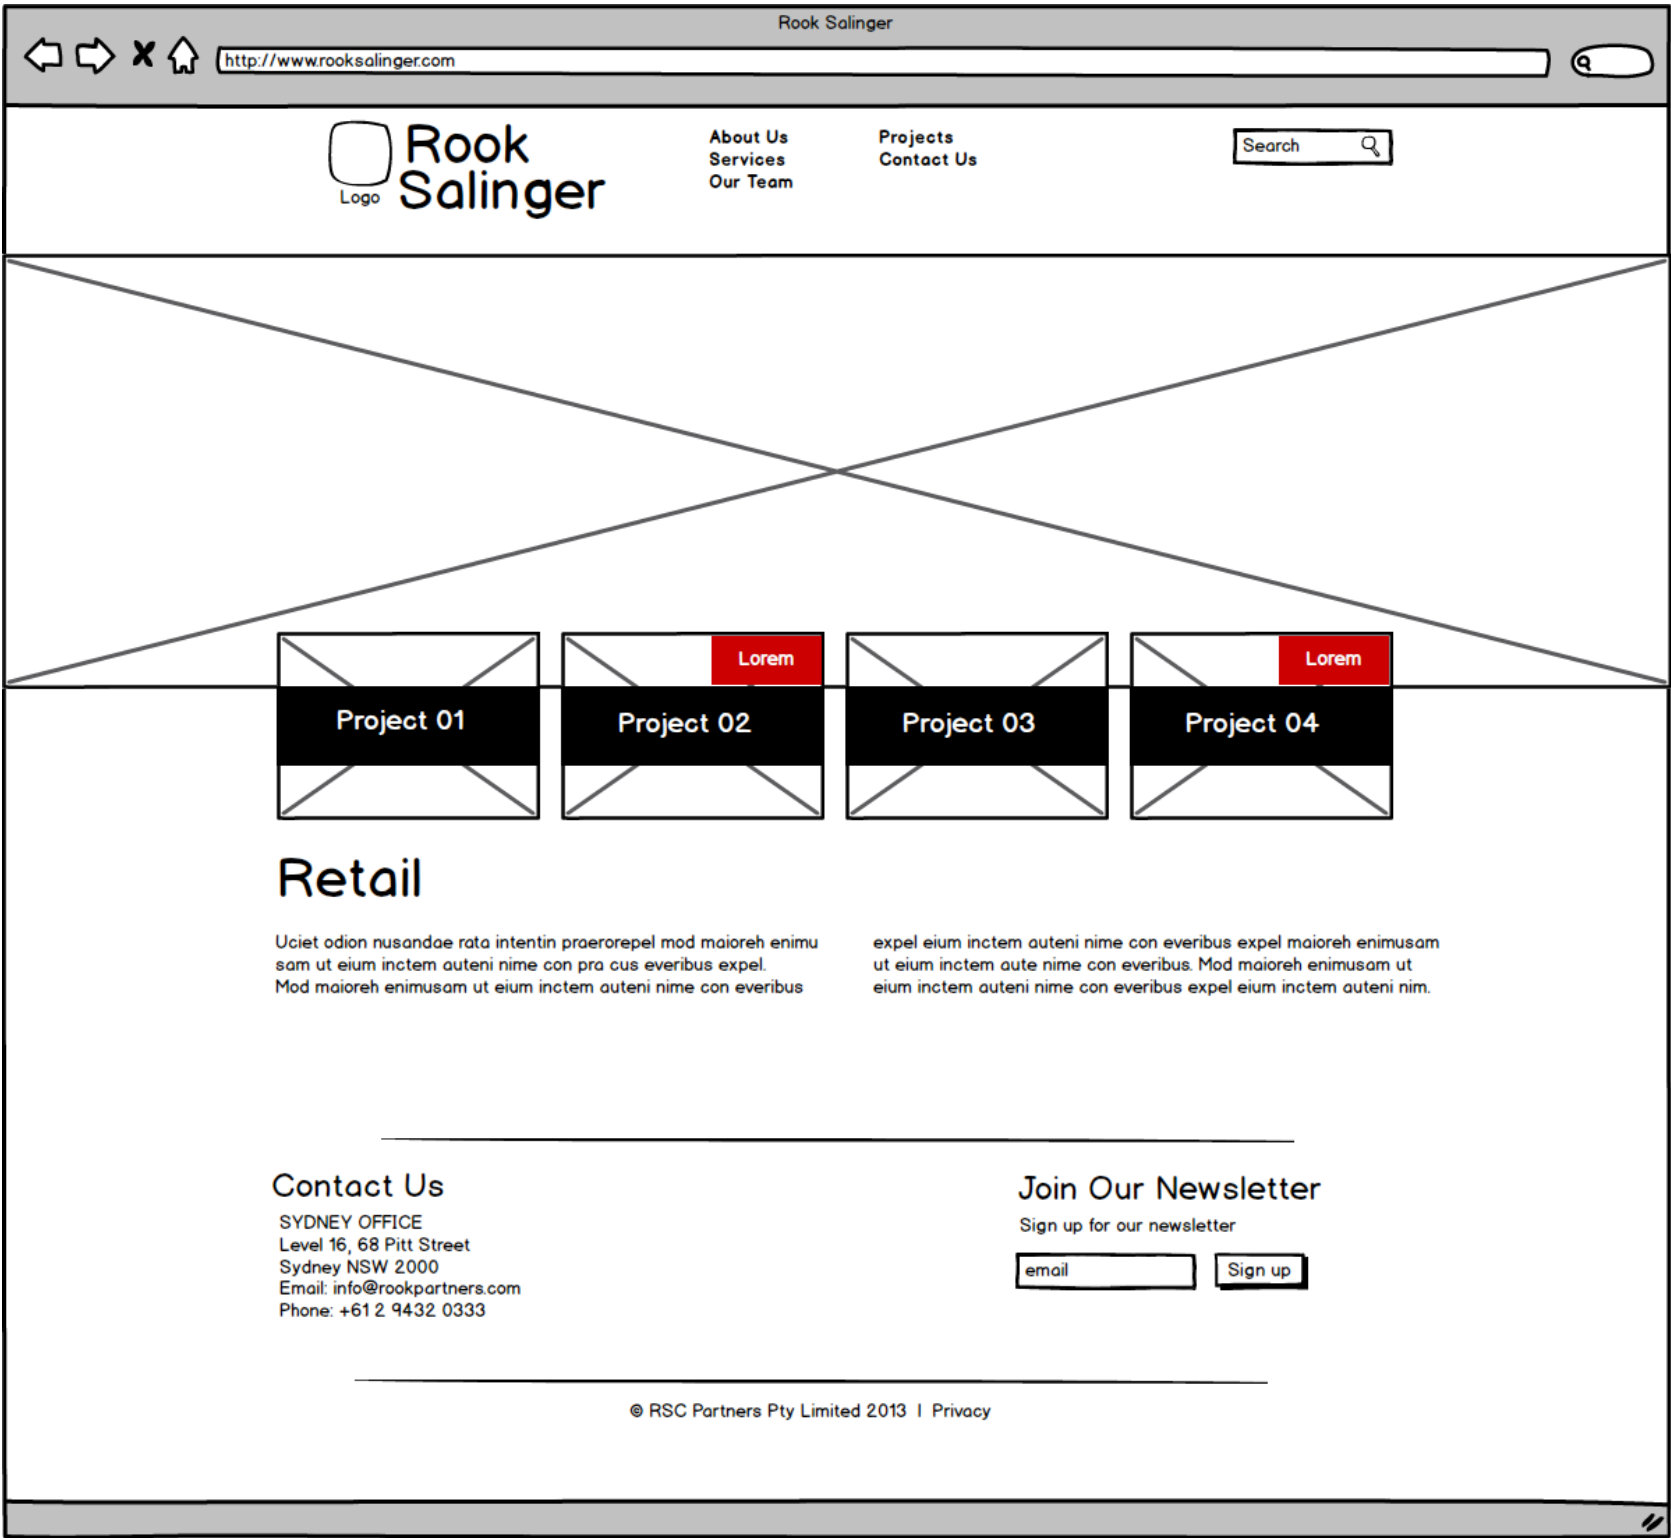 Rook Salinger
http://www.rooksalinger.com
Rook
Salinger
Logo
About Us
Services
Our Team
Projects
Contact Us
Search
Lorem
Lorem
Project 01
Project 02
Project 03
Project 04
Retail
Uciet odion nusandae rata intentin praerorepel mod maioreh enimu
sam ut eium inctem auteni nime con pra cus everibus expel.
Mod maioreh enimusam ut eium inctem auteni nime con everibus
expel eium inctem auteni nime con everibus expel maioreh enimusam
ut eium inctem aute nime con everibus. Mod maioreh enimusam ut
eium inctem auteni nime con everibus expel eium inctem auteni nim.
Contact Us
SYDNEY OFFICE
Level 16, 68 Pitt Street
Sydney NSW 2000
Email: info@rookpartners.com
Phone: +61 2 9432 0333
Join Our Newsletter
Sign up for our newsletter
email
Sign up
© RSC Partners Pty Limited 2013 | Privacy